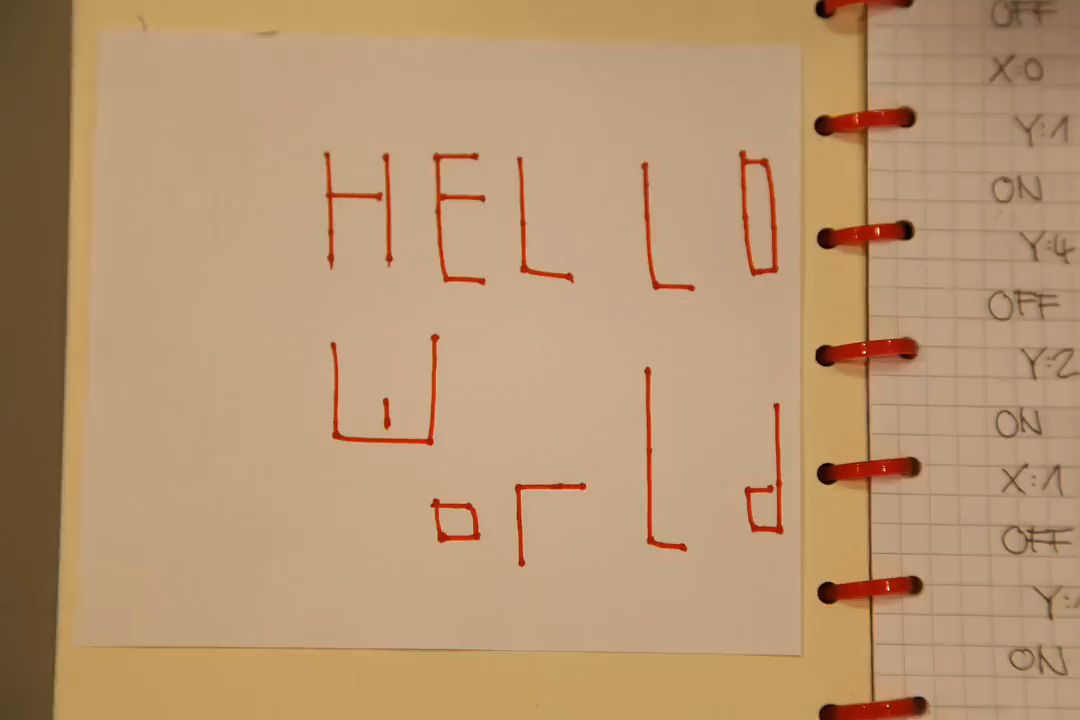 HELLO
World
OFF
X:0
Y:1
ON
Y:4
OFF
Y:2
ON
X:1
OFF
Y:
ON